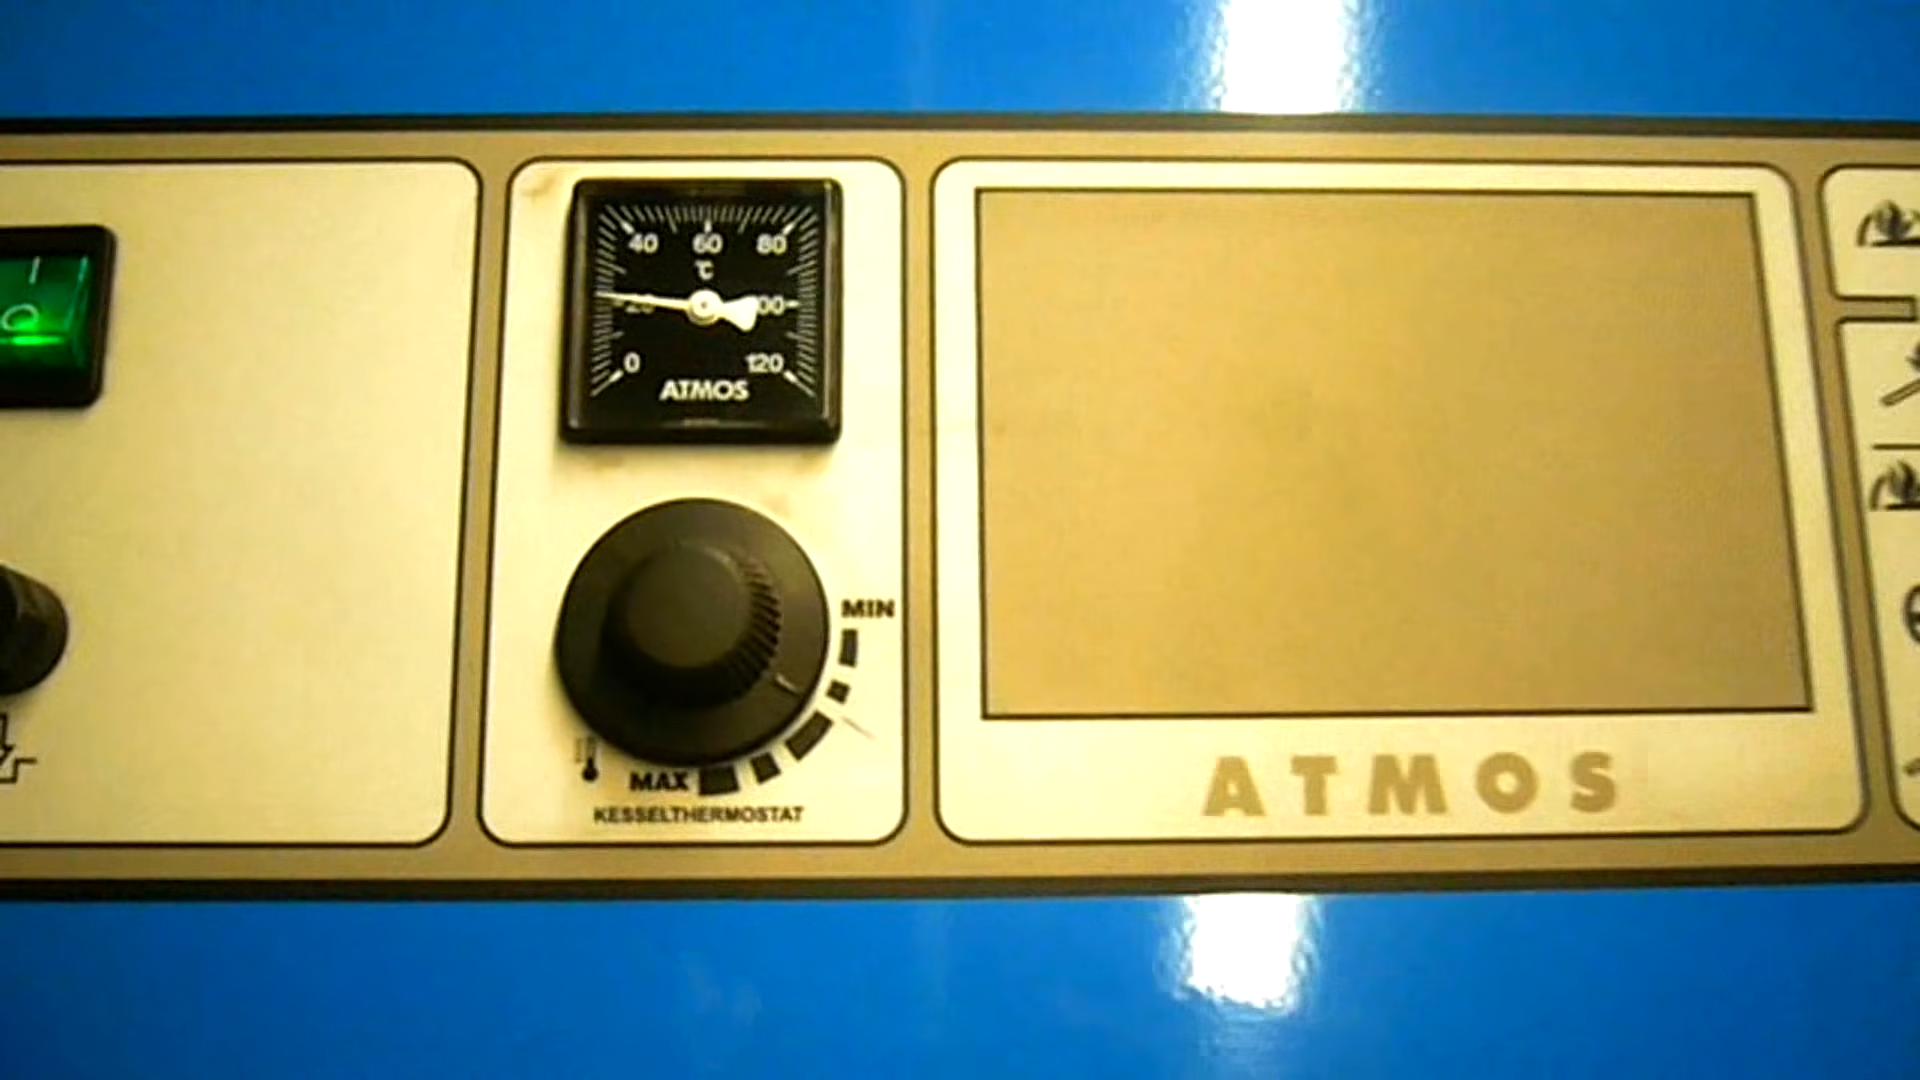 I
O
40 60 80
°C
20 100
0 120
ATMOS
MIN
MAX
KESSELTHERMOSTAT
ATMOS